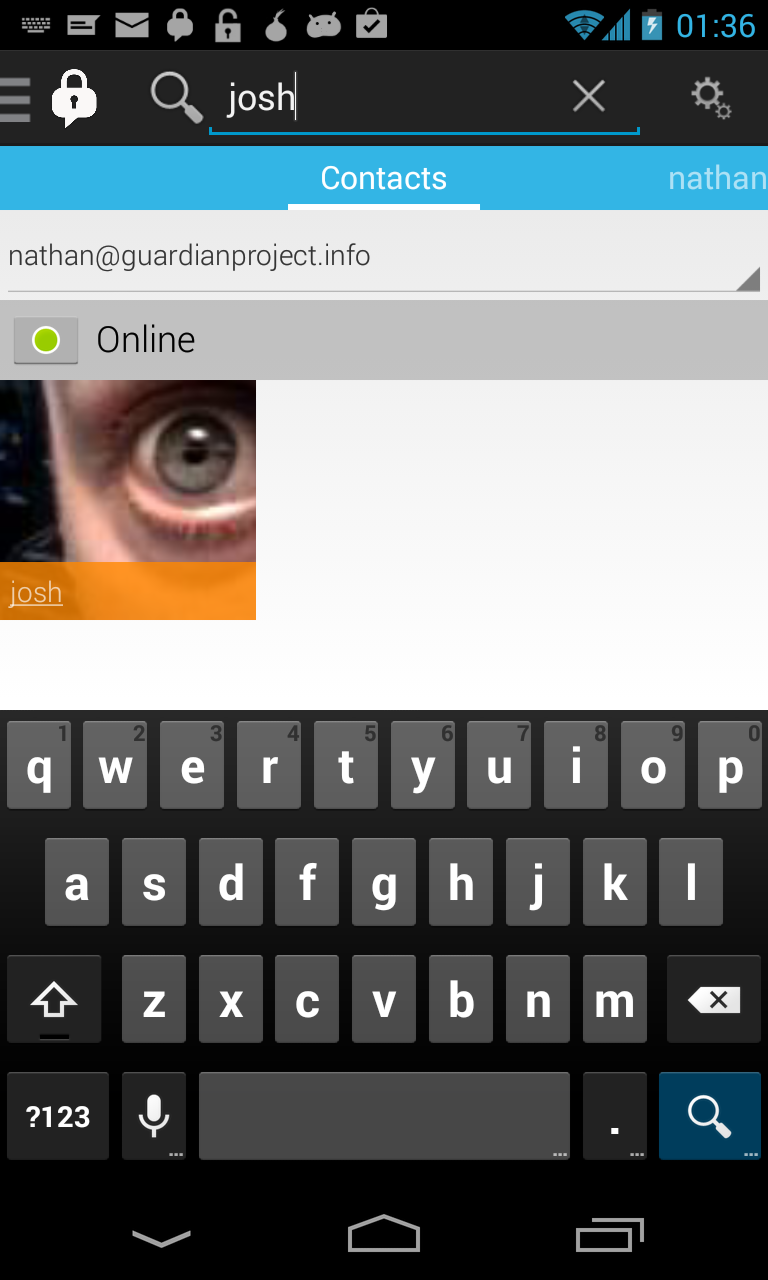 01:36
josh
Contacts nathan
nathan@guardianproject.info
Online
josh
1 2 3 4 5 6 7 8 9 0
q w e r t y u i o p
a s d f g h j k l
z x c v b n m
?123 .